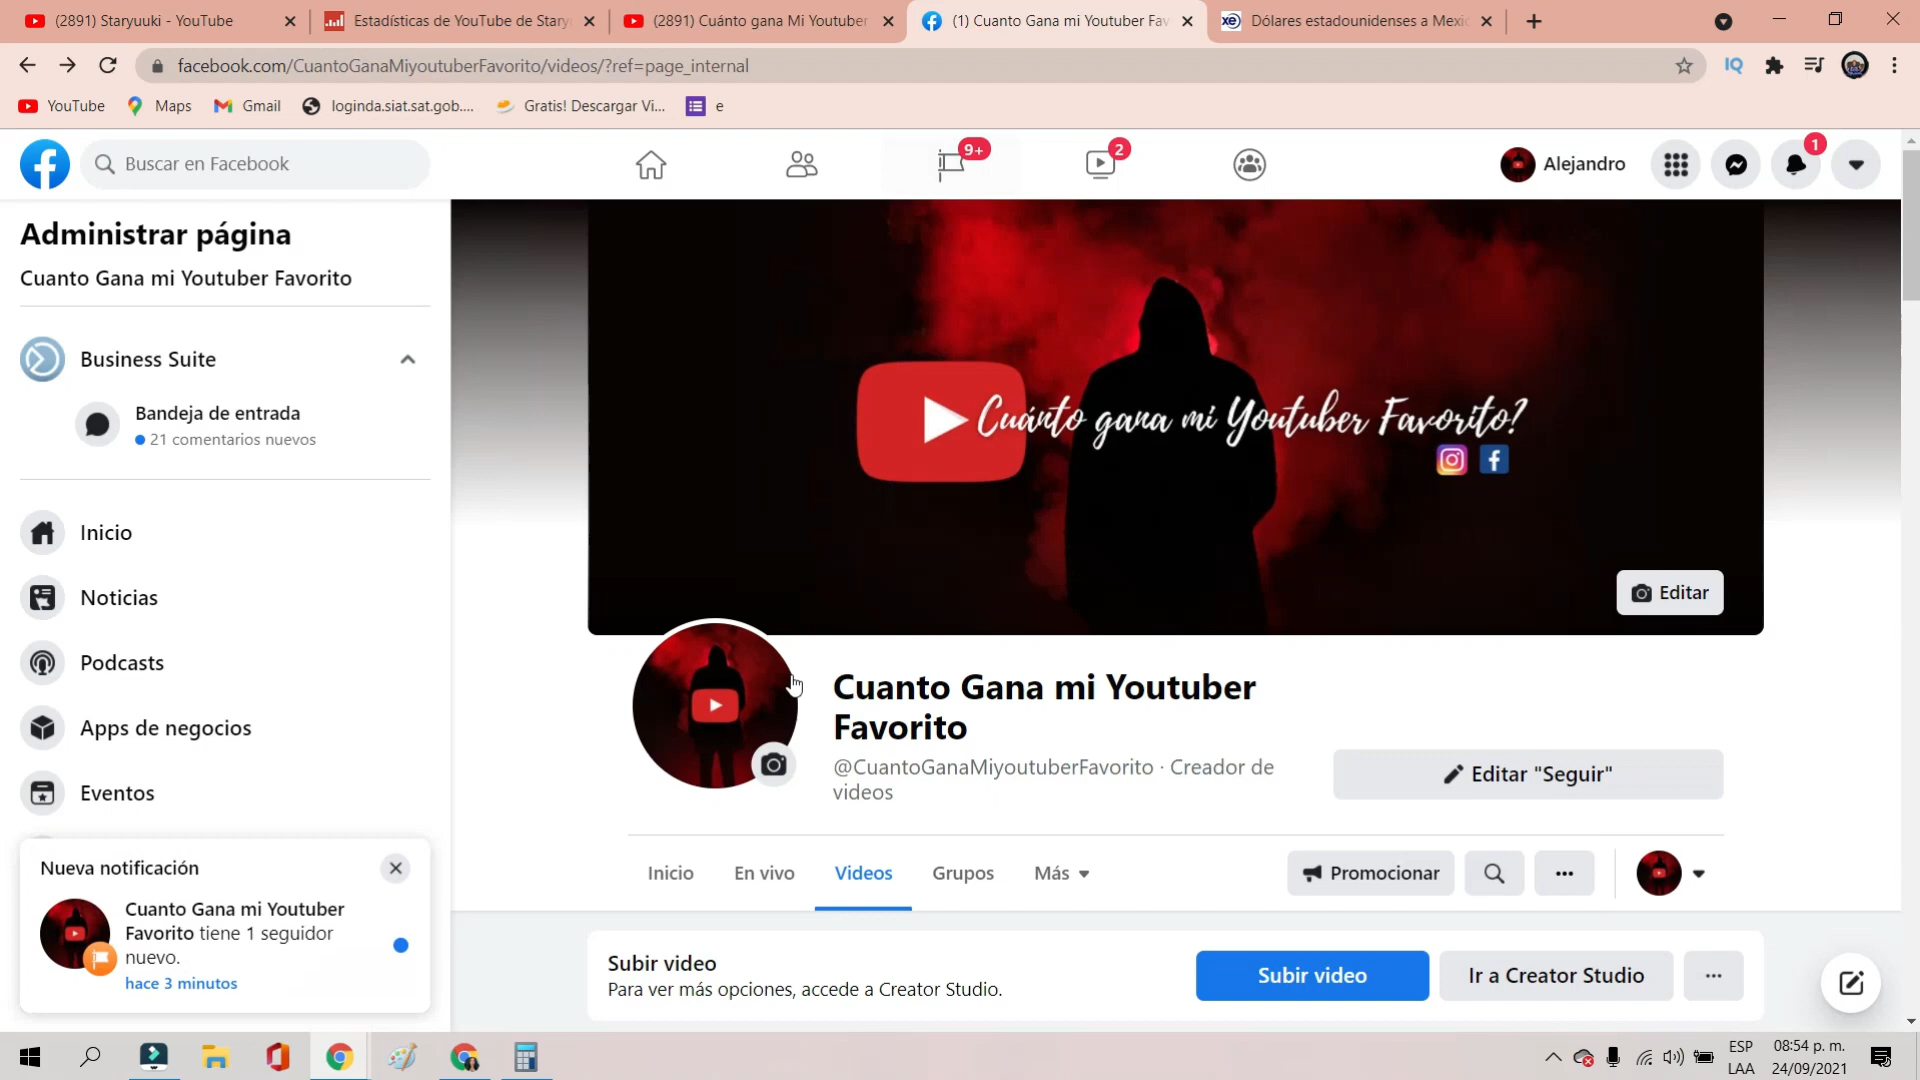 (2891) Staryuuki - YouTube
Estadísticas de YouTube de Stary
(2891) Cuánto gana Mi Youtuber
(1) Cuanto Gana mi Youtuber Fav
Dólares estadounidenses a Mexic
facebook.com/CuantoGanaMiyoutuberFavorito/videos/?ref=page_internal
IQ
YouTube
Maps
Gmail
loginda.siat.sat.gob....
Gratis! Descargar Vi...
e
Buscar en Facebook
9+
2
Alejandro
1
Administrar página
Cuanto Gana mi Youtuber Favorito
Business Suite
Bandeja de entrada
21 comentarios nuevos
Inicio
Noticias
Podcasts
Apps de negocios
Eventos
Nueva notificación
Cuanto Gana mi Youtuber
Favorito tiene 1 seguidor
nuevo.
hace 3 minutos
Cuánto gana mi Youtuber Favorito?
Editar
Cuanto Gana mi Youtuber
Favorito
@CuantoGanaMiyoutuberFavorito · Creador de
videos
Editar "Seguir"
Inicio
En vivo
Videos
Grupos
Más
Promocionar
Subir video
Para ver más opciones, accede a Creator Studio.
Subir video
Ir a Creator Studio
ESP
LAA
08:54 p. m.
24/09/2021